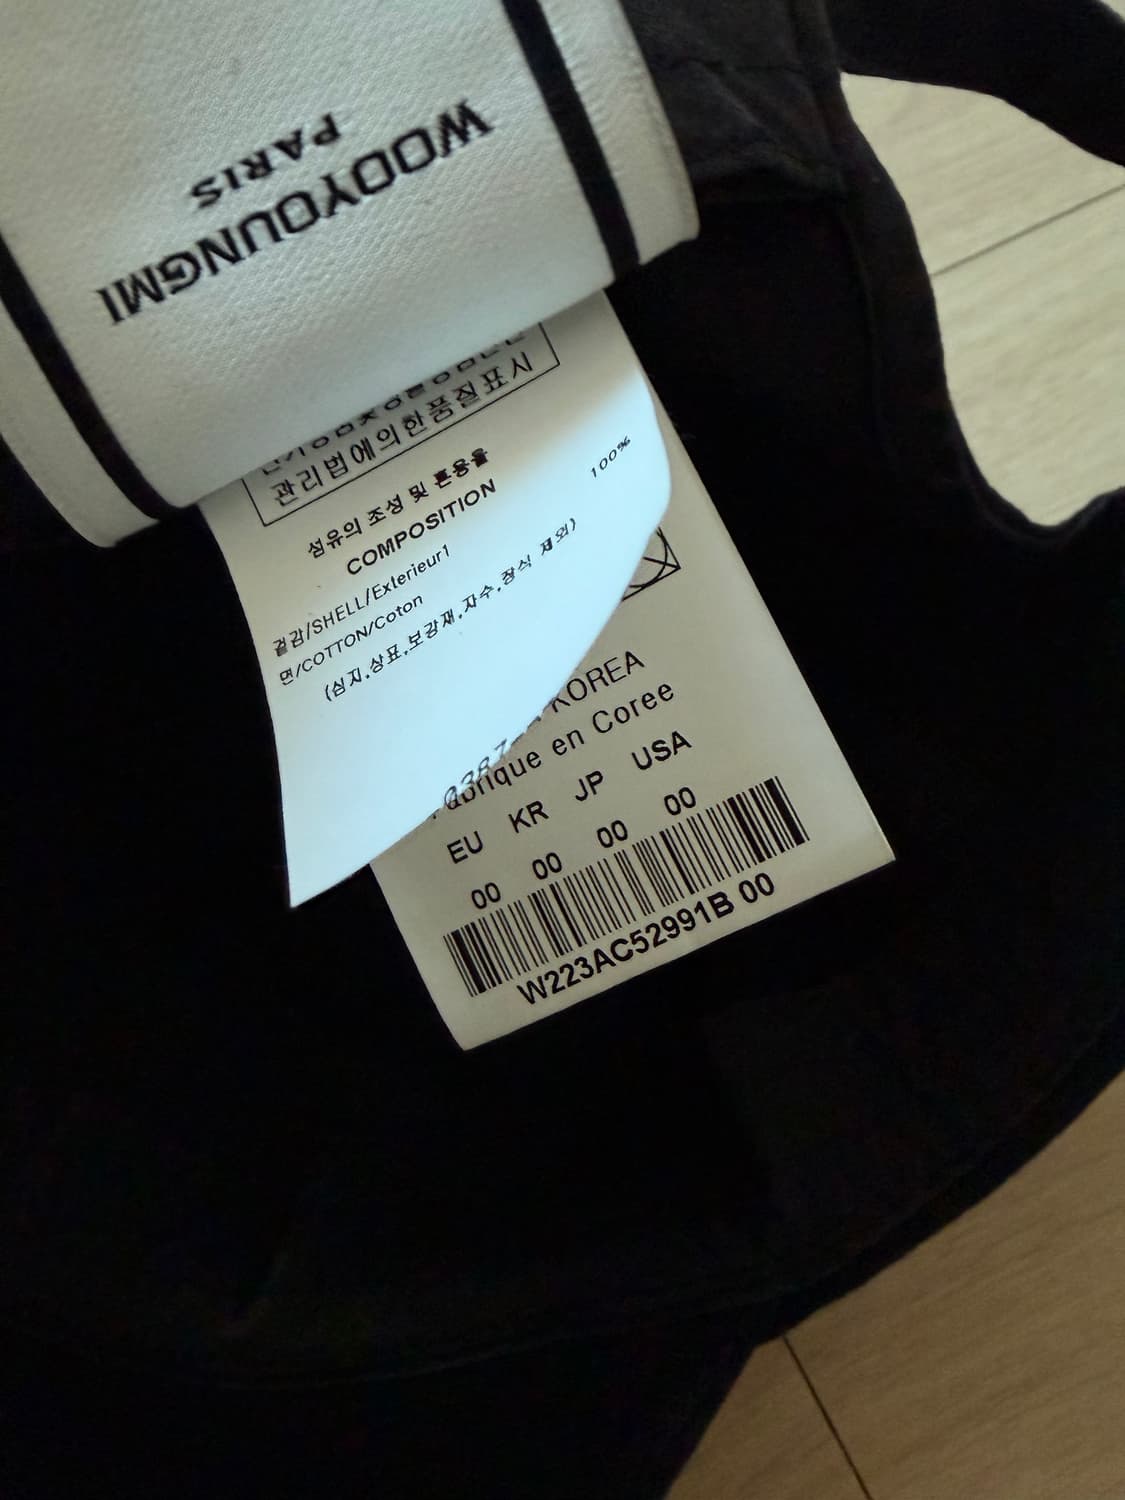 WOOYOUNGMI
PARIS
관리법에의한품질표시
섬유의 조성 및 혼용율
COMPOSITION
겉감/SHELL/Exterieur1
면/COTTON/Coton 100%
(심지,상표,보강재,자수,장식 제외)
KOREA
en Coree
EU KR JP USA
00 00 00 00
W223AC52991B 00